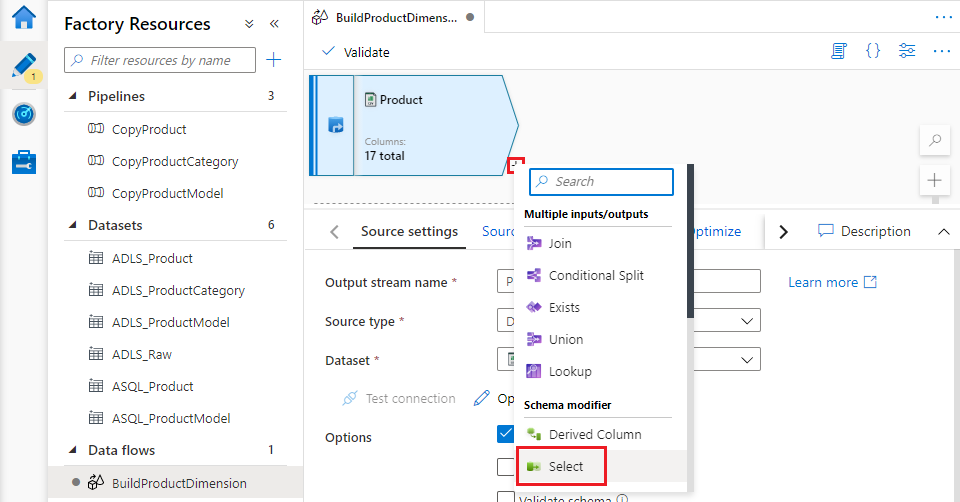 Factory Resources
Filter resources by name
Pipelines 3
CopyProduct
CopyProductCategory
CopyProductModel
Datasets 6
ADLS_Product
ADLS_ProductCategory
ADLS_ProductModel
ADLS_Raw
ASQL_Product
ASQL_ProductModel
Data flows 1
BuildProductDimension
1
BuildProductDimens...
Validate
Product
Columns:
17 total
Source settings
Description
Output stream name *
Learn more
Source type *
Dataset *
Test connection
Options
Validate schema
Search
Multiple inputs/outputs
Join
Conditional Split
Exists
Union
Lookup
Schema modifier
Derived Column
Select